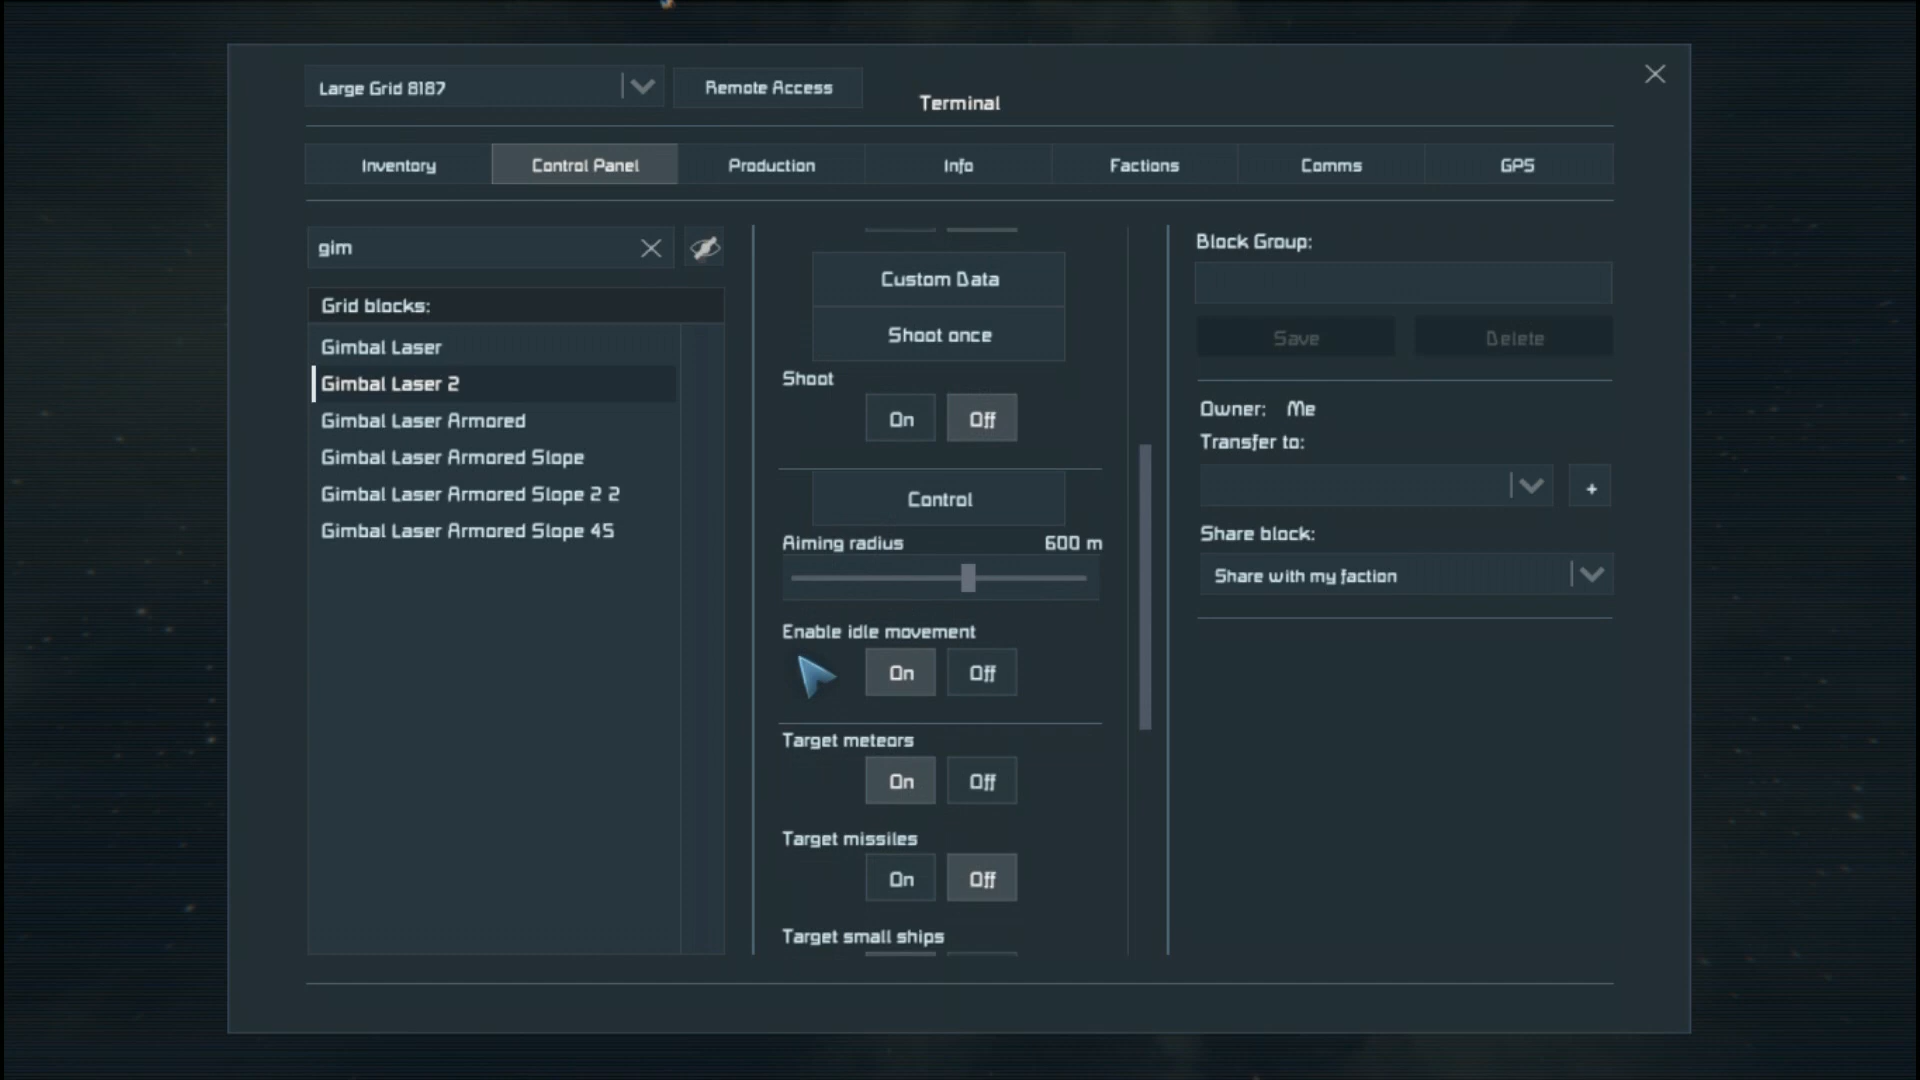 Large Grid 8187
Remote Access
Terminal
Inventory
Control Panel
Production
Info
Factions
Comms
GPS
gim
Grid blocks:
Gimbal Laser
Gimbal Laser 2
Gimbal Laser Armored
Gimbal Laser Armored Slope
Gimbal Laser Armored Slope 2 2
Gimbal Laser Armored Slope 45
Custom Data
Shoot once
Shoot
On
Off
Control
Aiming radius
600 m
Enable idle movement
On
Off
Target meteors
On
Off
Target missiles
On
Off
Target small ships
Block Group:
Save
Delete
Owner: Me
Transfer to:
+
Share block:
Share with my faction